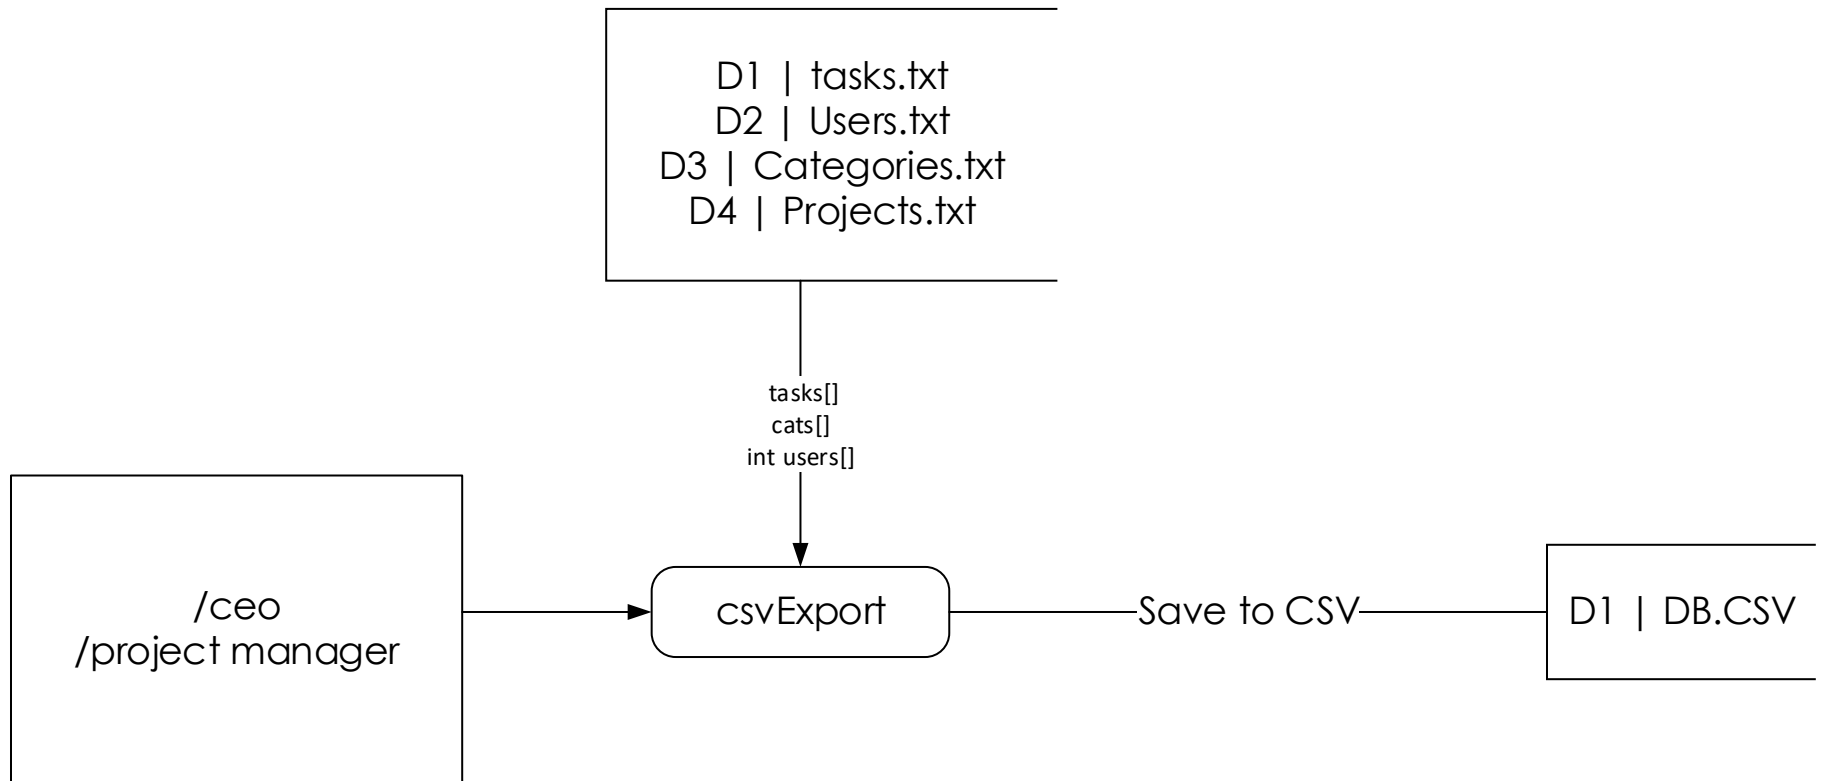 D1 | tasks.txt
D2 | Users.txt
D3 | Categories.txt
D4 | Projects.txt
tasks[]
cats[]
int users[]
/ceo
/project manager
csvExport
Save to CSV
D1 | DB.CSV